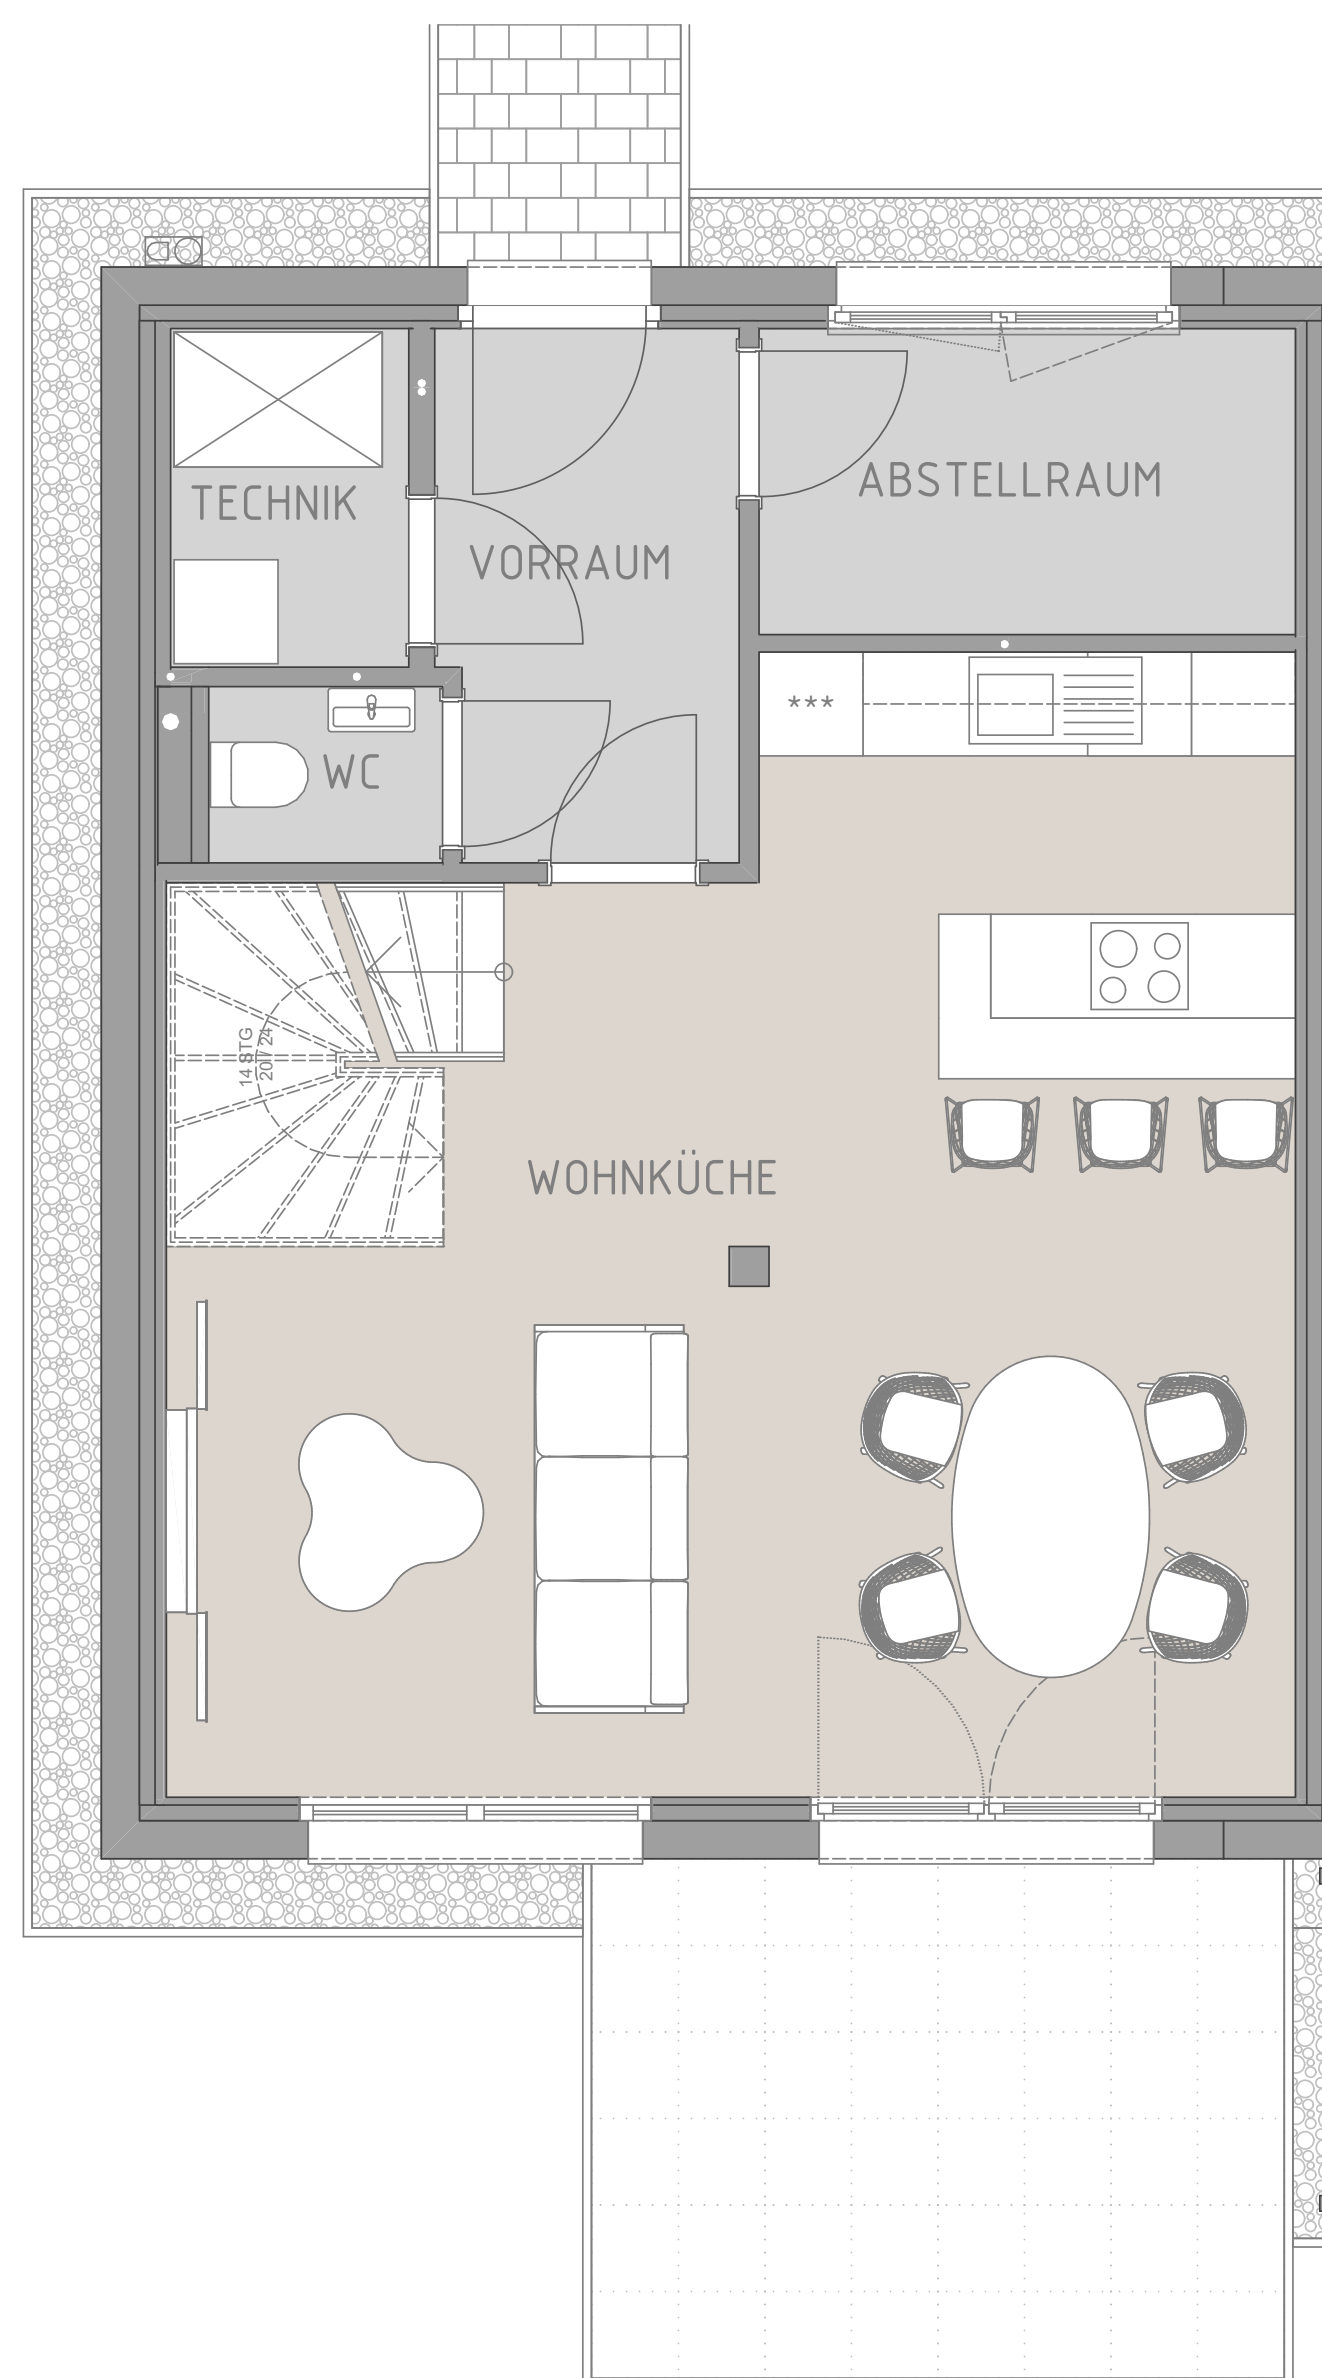 ABSTELLRAUM
TECHNIK
VORRAUM
***
WC
14 STG
20 / 24
WOHNKÜCHE